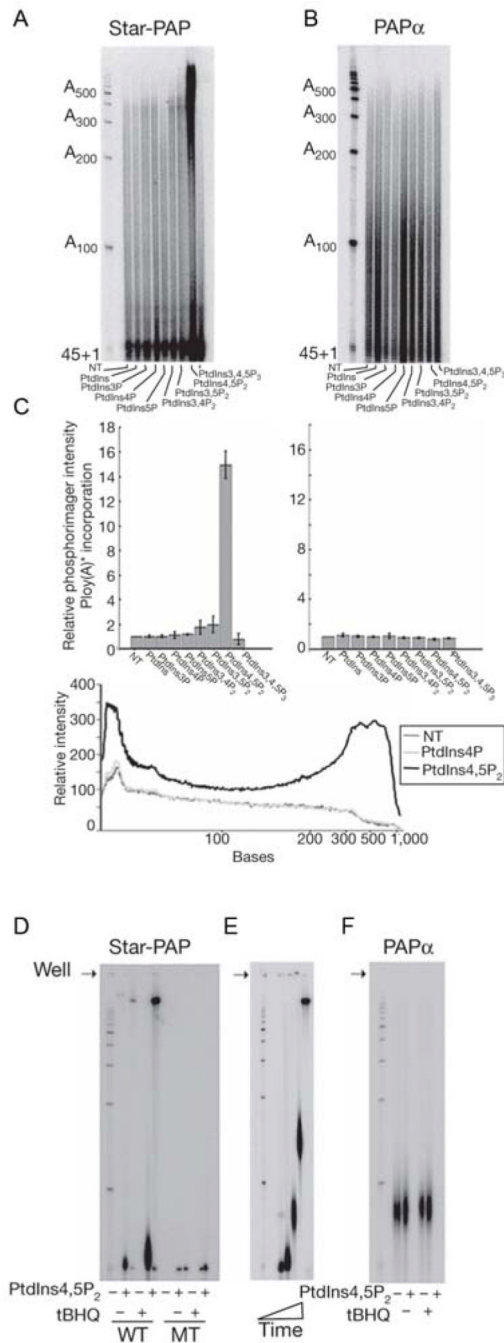 A
Star-PAP
A500
A300
A200
A100
45+1
NT
PtdIns
PtdIns3P
PtdIns4P
PtdIns5P
PtdIns3,4P2
PtdIns3,5P2
PtdIns4,5P2
PtdIns3,4,5P3
B
PAPα
A500
A300
A200
A100
45+1
NT
PtdIns
PtdIns3P
PtdIns4P
PtdIns5P
PtdIns3,4P2
PtdIns3,5P2
PtdIns4,5P2
PtdIns3,4,5P3
C
Relative phosphorimager intensity
Ploy(A)+ incorporation
18
16
14
12
10
8
6
4
2
0
NT
PtdIns
PtdIns3P
PtdIns4P
PtdIns5P
PtdIns3,4P2
PtdIns3,5P2
PtdIns4,5P2
PtdIns3,4,5P3
16
12
8
4
2
0
NT
PtdIns
PtdIns3P
PtdIns4P
PtdIns5P
PtdIns3,4P2
PtdIns3,5P2
PtdIns4,5P2
PtdIns3,4,5P3
Relative intensity
400
300
200
100
0
100 200 300 500 1,000
Bases
NT
PtdIns4P
PtdIns4,5P2
D
Star-PAP
Well
PtdIns4,5P2 - + - + - + - +
tBHQ - + - +
WT MT
E
Time
F
PAPα
PtdIns4,5P2 - + - +
tBHQ - +